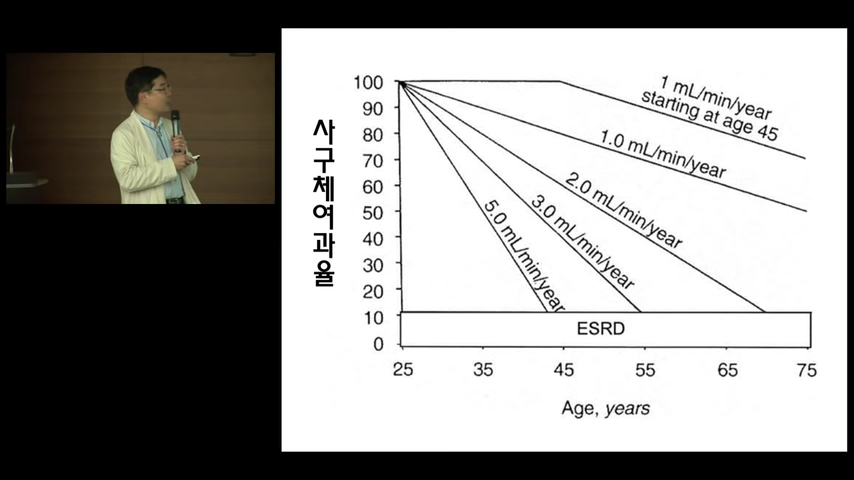 사구체여과율
100
90
80
70
60
50
40
30
20
10
0
1 mL/min/year
starting at age 45
1.0 mL/min/year
2.0 mL/min/year
3.0 mL/min/year
5.0 mL/min/year
ESRD
25 35 45 55 65 75
Age, years